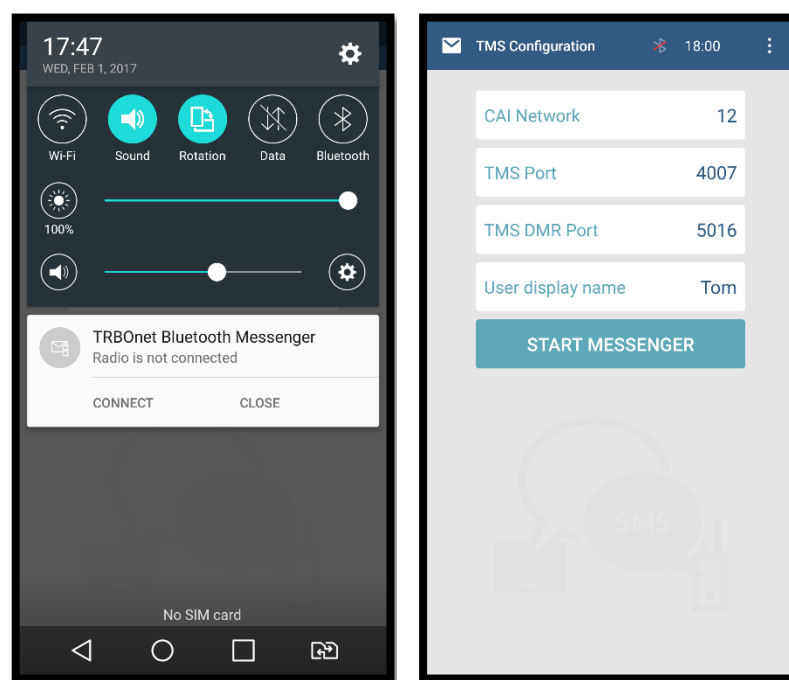 17:47
WED, FEB 1, 2017
Wi-Fi Sound Rotation Data Bluetooth
100%
TRBOnet Bluetooth Messenger
Radio is not connected
CONNECT CLOSE
SMS
No SIM card
TMS Configuration 18:00
CAI Network 12
TMS Port 4007
TMS DMR Port 5016
User display name Tom
START MESSENGER
SMS